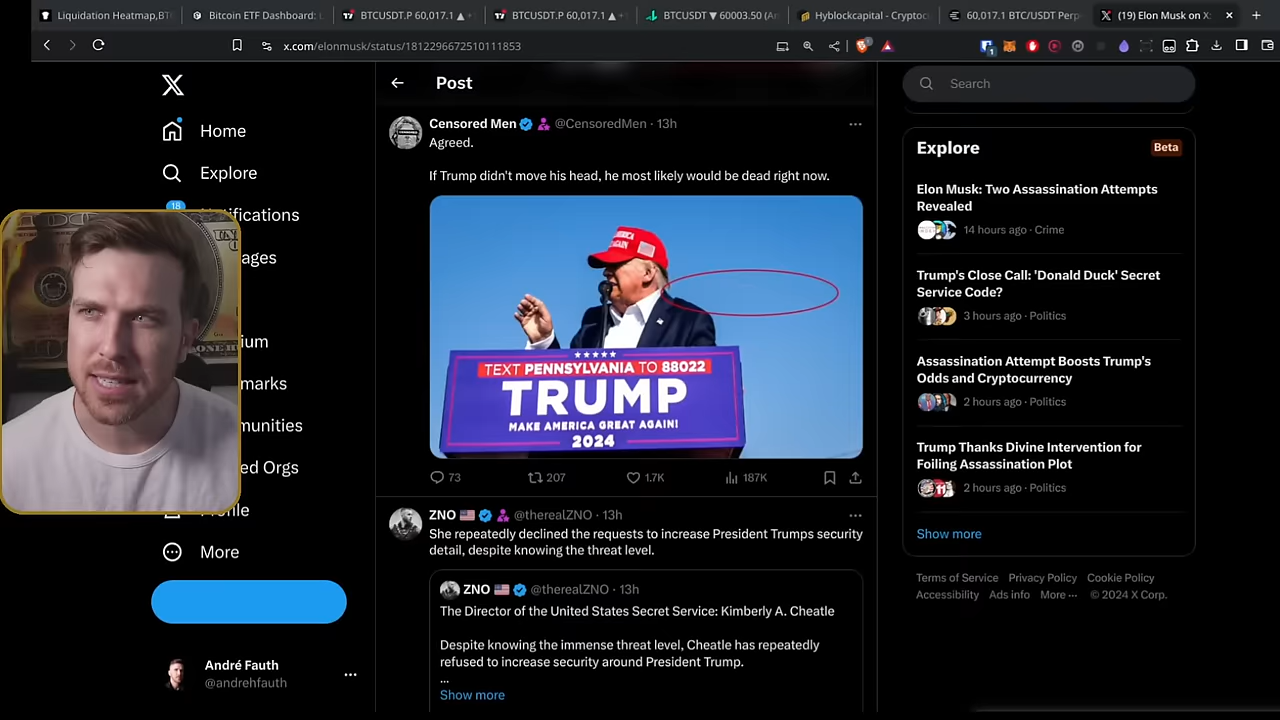 Liquidation Heatmap,BT
Bitcoin ETF Dashboard: L
BTCUSDT.P 60,017.1 ▲ +
BTCUSDT.P 60,017.1 ▲ +
BTCUSDT ▼ 60003.50 (An
Hyblockcapital - Cryptoc
60,017.1 BTC/USDT Perpe
(19) Elon Musk on X:
x.com/elonmusk/status/1812296672510111853
Home
Explore
18
tifications
ages
ium
marks
munities
ed Orgs
Profile
More
André Fauth
@andrehfauth
Post
Censored Men @CensoredMen · 13h
Agreed.
If Trump didn't move his head, he most likely would be dead right now.
TEXT PENNSYLVANIA TO 88022
TRUMP
MAKE AMERICA GREAT AGAIN!
2024
73 207 1.7K 187K
ZNO @therealZNO · 13h
She repeatedly declined the requests to increase President Trumps security
detail, despite knowing the threat level.
ZNO @therealZNO · 13h
The Director of the United States Secret Service: Kimberly A. Cheatle
Despite knowing the immense threat level, Cheatle has repeatedly
refused to increase security around President Trump.
...
Show more
Search
Explore
Beta
Elon Musk: Two Assassination Attempts
Revealed
14 hours ago · Crime
Trump's Close Call: 'Donald Duck' Secret
Service Code?
3 hours ago · Politics
Assassination Attempt Boosts Trump's
Odds and Cryptocurrency
2 hours ago · Politics
Trump Thanks Divine Intervention for
Foiling Assassination Plot
2 hours ago · Politics
Show more
Terms of Service Privacy Policy Cookie Policy
Accessibility Ads info More ··· © 2024 X Corp.